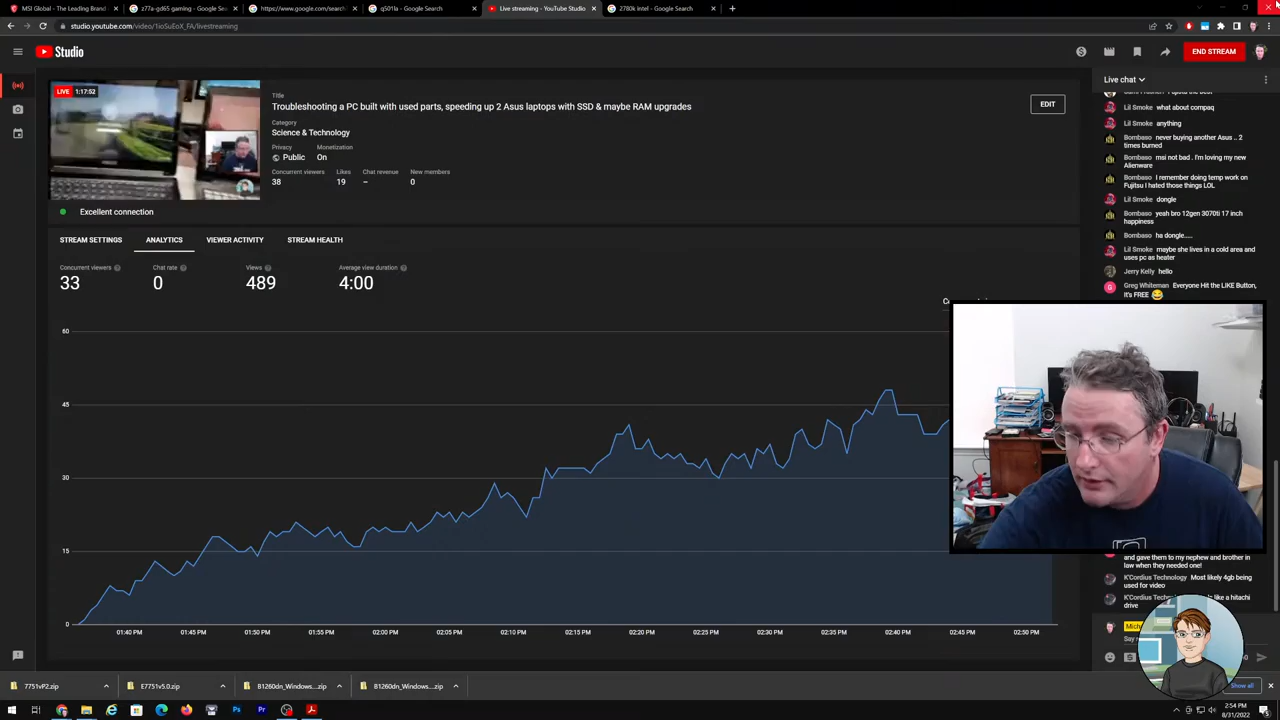 MSI Global - The Leading Brand
z77a-gd65 gaming - Google Sea
https://www.google.com/search
q501la - Google Search
Live streaming - YouTube Studio
2780k intel - Google Search
studio.youtube.com/video/1ioSuEoX_FA/livestreaming
Studio
END STREAM
LIVE 1:17:52
Title
Troubleshooting a PC built with used parts, speeding up 2 Asus laptops with SSD & maybe RAM upgrades
EDIT
Category
Science & Technology
Privacy Monetization
Public On
Concurrent viewers Likes Chat revenue New members
38 19 – 0
Excellent connection
STREAM SETTINGS ANALYTICS VIEWER ACTIVITY STREAM HEALTH
Concurrent viewers Chat rate Views Average view duration
33 0 489 4:00
60
45
30
15
0
01:40 PM 01:45 PM 01:50 PM 01:55 PM 02:00 PM 02:05 PM 02:10 PM 02:15 PM 02:20 PM 02:25 PM 02:30 PM 02:35 PM 02:40 PM 02:45 PM 02:50 PM
Live chat
Lil Smoke what about compaq
Lil Smoke anything
Bombaso never buying another Asus .. 2
times burned
Bombaso msi not bad . I'm loving my new
Alienware
Bombaso I remember doing temp work on
Fujitsu I hated those things LOL
Lil Smoke dongle
Bombaso yeah bro 12gen 3070ti 17 inch
happiness
Bombaso ha dongle.....
Lil Smoke maybe she lives in a cold area and
uses pc as heater
Jerry Kelly hello
Greg Whiteman Everyone Hit the LIKE Button,
It's FREE 😂
and gave them to my nephew and brother in
law when they needed one!
K'Cordius Technology Most likely 4gb being
used for video
K'Cordius like a hitachi
drive
7751vP2.zip
E7751v5.0.zip
B1260dn_Windows....zip
B1260dn_Windows....zip
Show all
2:54 PM
8/31/2022